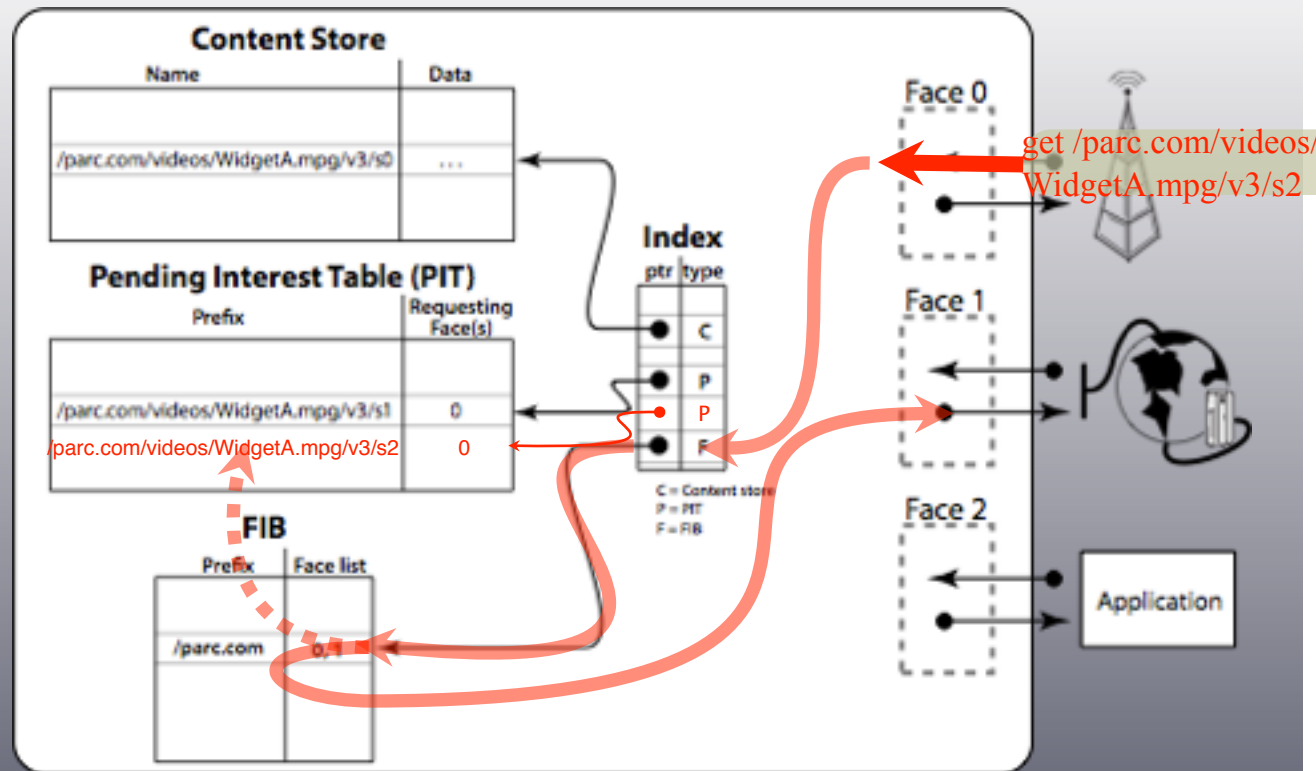 Content Store
Name Data
/parc.com/videos/WidgetA.mpg/v3/s0 ...
Pending Interest Table (PIT)
Prefix Requesting Face(s)
/parc.com/videos/WidgetA.mpg/v3/s1 0
/parc.com/videos/WidgetA.mpg/v3/s2 0
FIB
Prefix Face list
/parc.com 0, 1
Index
ptr type
C
P
P
F
C = Content store
P = PIT
F = FIB
Face 0
get /parc.com/videos/
WidgetA.mpg/v3/s2
Face 1
Face 2
Application